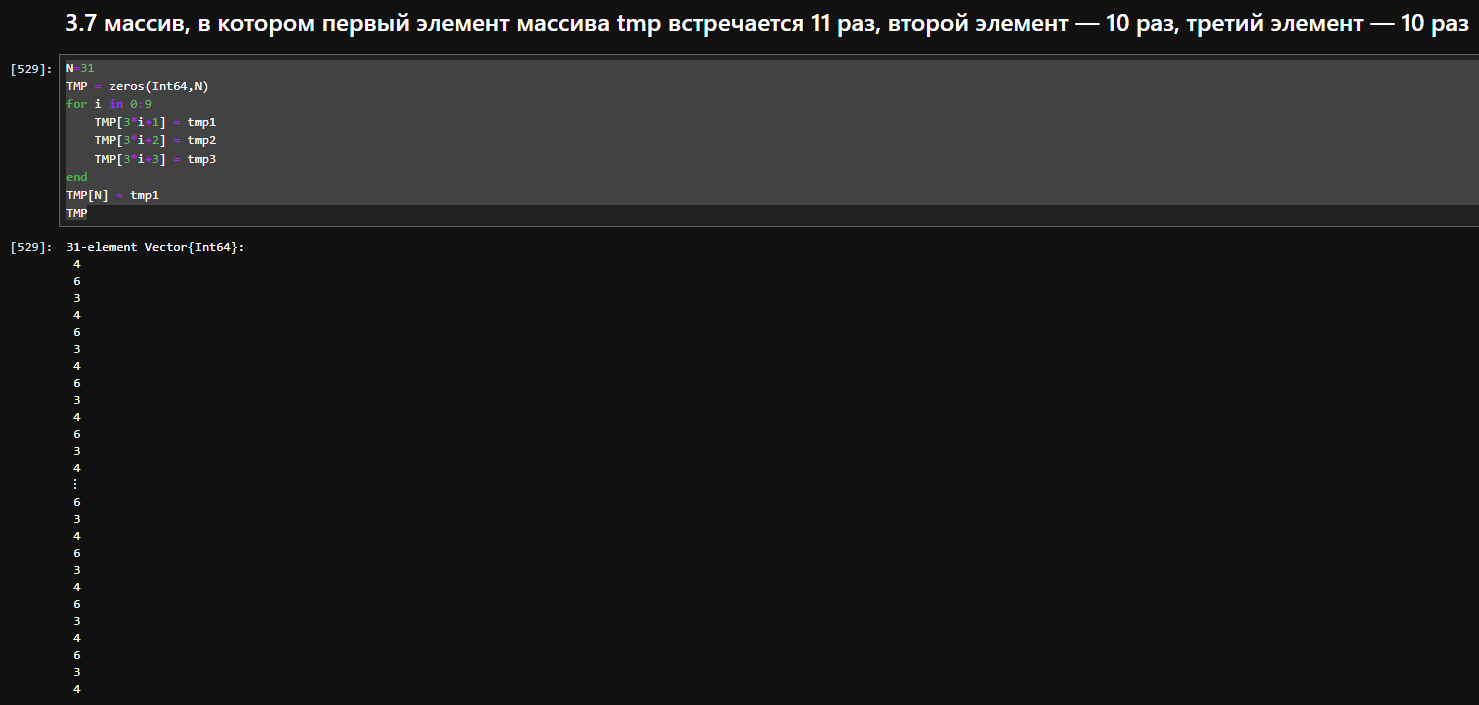 3.7 массив, в котором первый элемент массива tmp встречается 11 раз, второй элемент — 10 раз, третий элемент — 10 раз
[529]: N=31
TMP = zeros(Int64,N)
for i in 0:9
    TMP[3*i+1] = tmp1
    TMP[3*i+2] = tmp2
    TMP[3*i+3] = tmp3
end
TMP[N] = tmp1
TMP
[529]: 31-element Vector{Int64}:
4
6
3
4
6
3
4
6
3
4
6
3
4
⋮
6
3
4
6
3
4
6
3
4
6
3
4